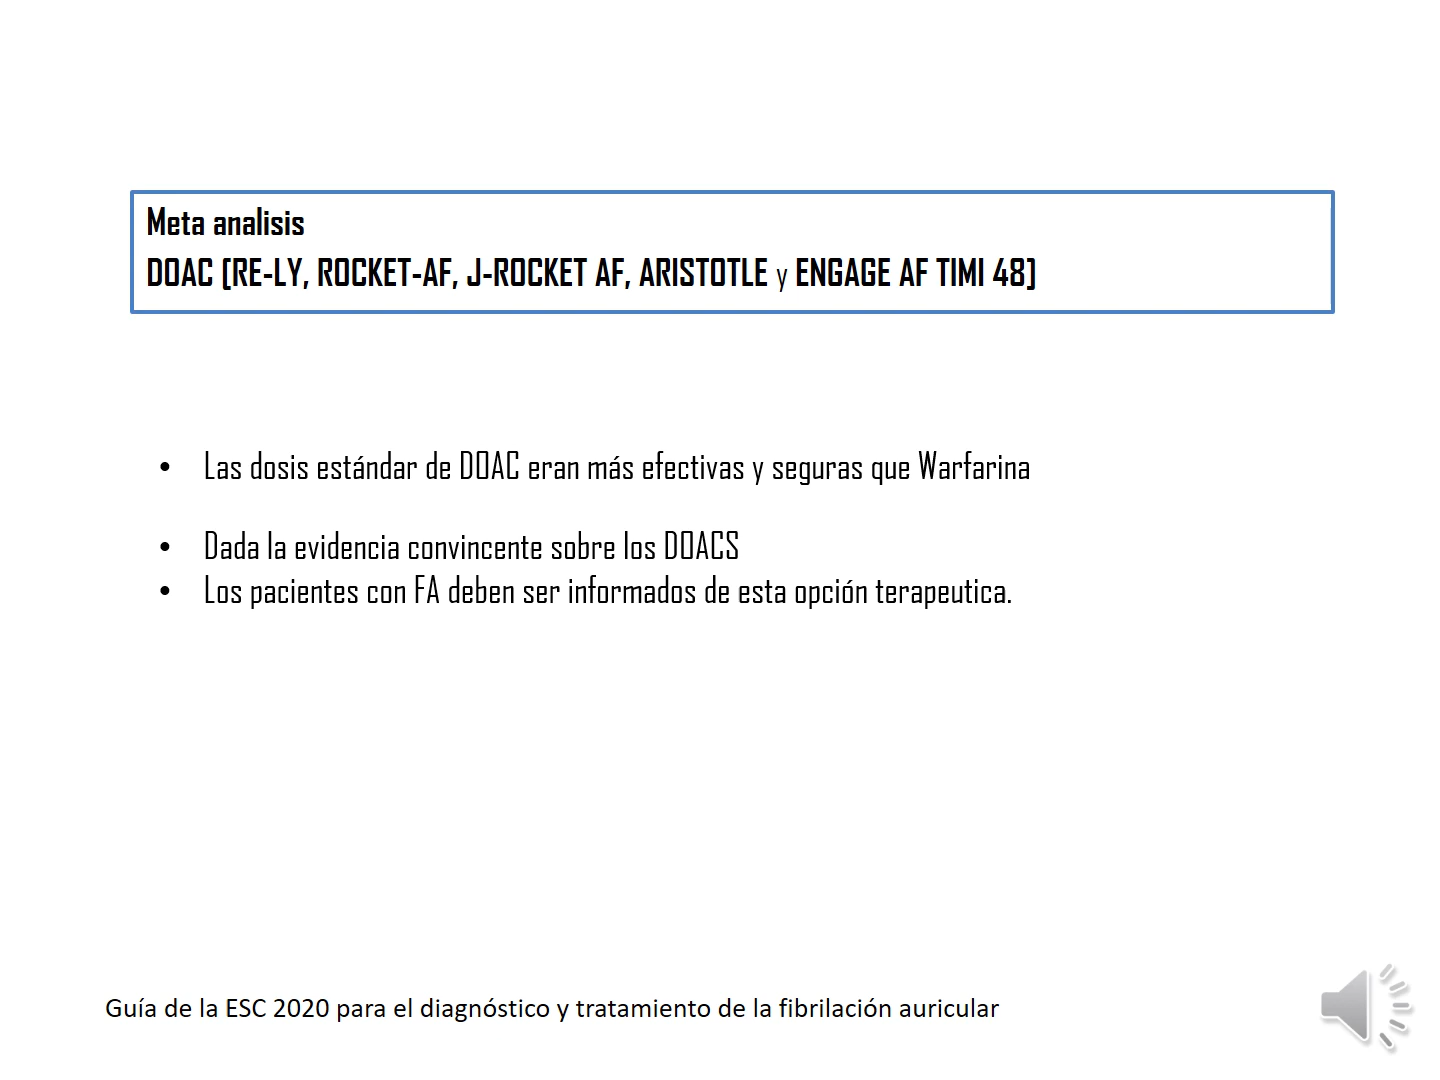 Meta analisis
DOAC [RE-LY, ROCKET-AF, J-ROCKET AF, ARISTOTLE y ENGAGE AF TIMI 48]
• Las dosis estándar de DOAC eran más efectivas y seguras que Warfarina
• Dada la evidencia convincente sobre los DOACS
• Los pacientes con FA deben ser informados de esta opción terapeutica.
Guía de la ESC 2020 para el diagnóstico y tratamiento de la fibrilación auricular